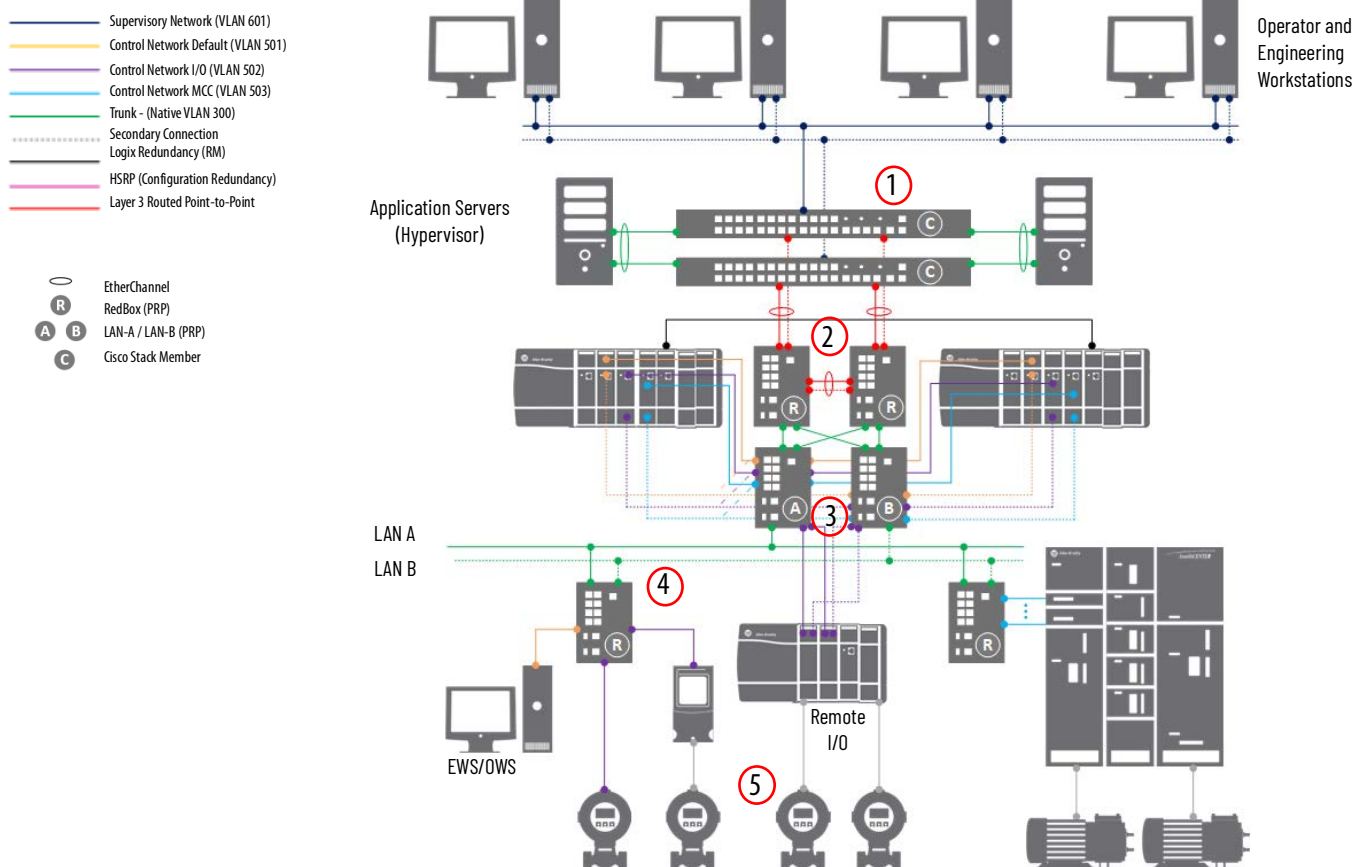 Supervisory Network (VLAN 601)
Control Network Default (VLAN 501)
Control Network I/O (VLAN 502)
Control Network MCC (VLAN 503)
Trunk - (Native VLAN 300)
Secondary Connection
Logix Redundancy (RM)
HSRP (Configuration Redundancy)
Layer 3 Routed Point-to-Point
EtherChannel
R
RedBox (PRP)
A B
LAN-A / LAN-B (PRP)
C
Cisco Stack Member
Operator and
Engineering
Workstations
1
Application Servers
(Hypervisor)
C
C
2
R
R
A
3
B
LAN A
LAN B
4
R
R
Remote
I/O
EWS/OWS
5